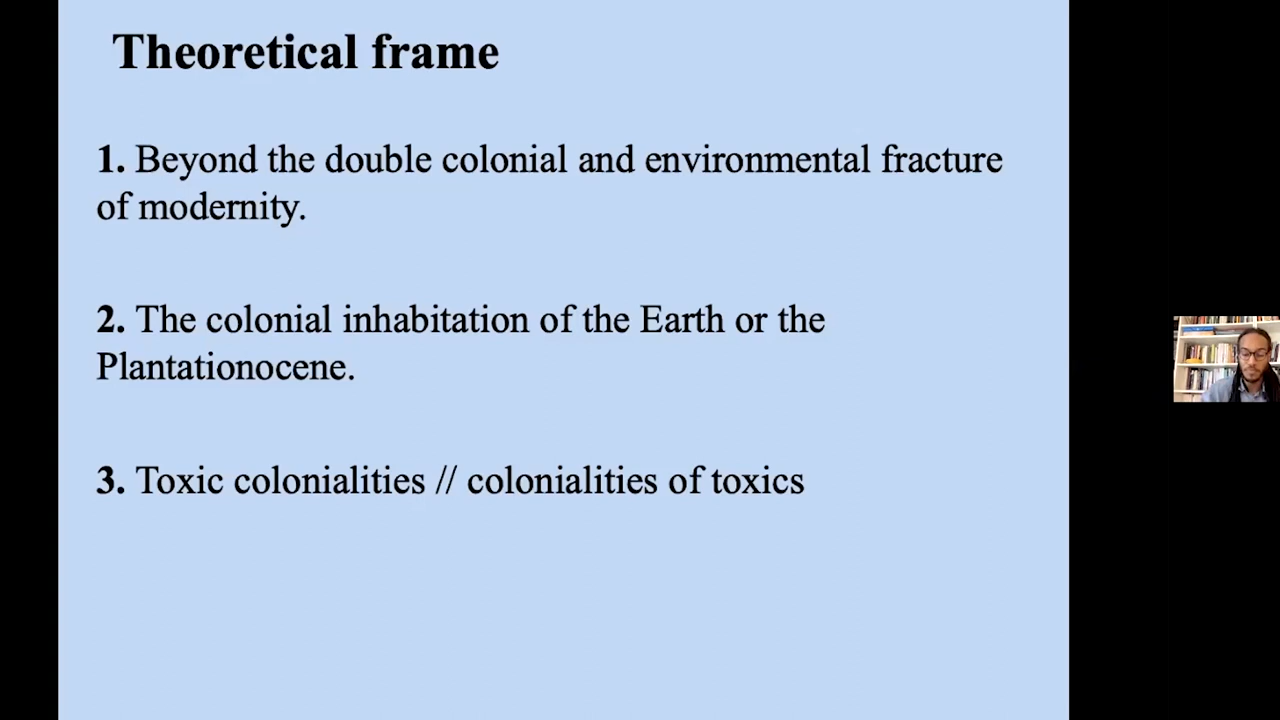 Theoretical frame
1. Beyond the double colonial and environmental fracture
of modernity.
2. The colonial inhabitation of the Earth or the
Plantationocene.
3. Toxic colonialities // colonialities of toxics